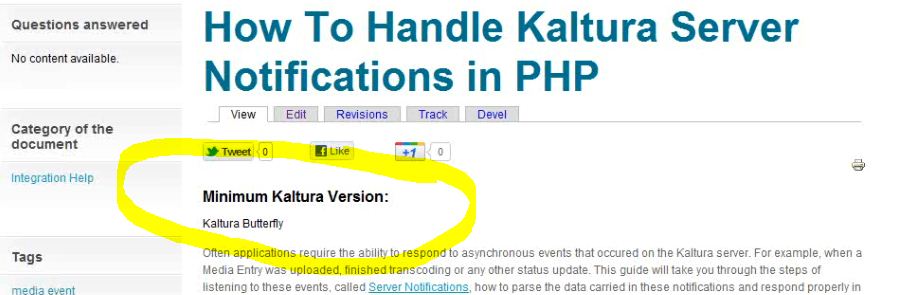 Questions answered
No content available.
Category of the
document
Integration Help
Tags
media event
How To Handle Kaltura Server
Notifications in PHP
View Edit Revisions Track Devel
Tweet 0 Like +1 0
Minimum Kaltura Version:
Kaltura Butterfly
Often applications require the ability to respond to asynchronous events that occured on the Kaltura server. For example, when a
Media Entry was uploaded, finished transcoding or any other status update. This guide will take you through the steps of
listening to these events, called Server Notifications, how to parse the data carried in these notifications and respond properly in